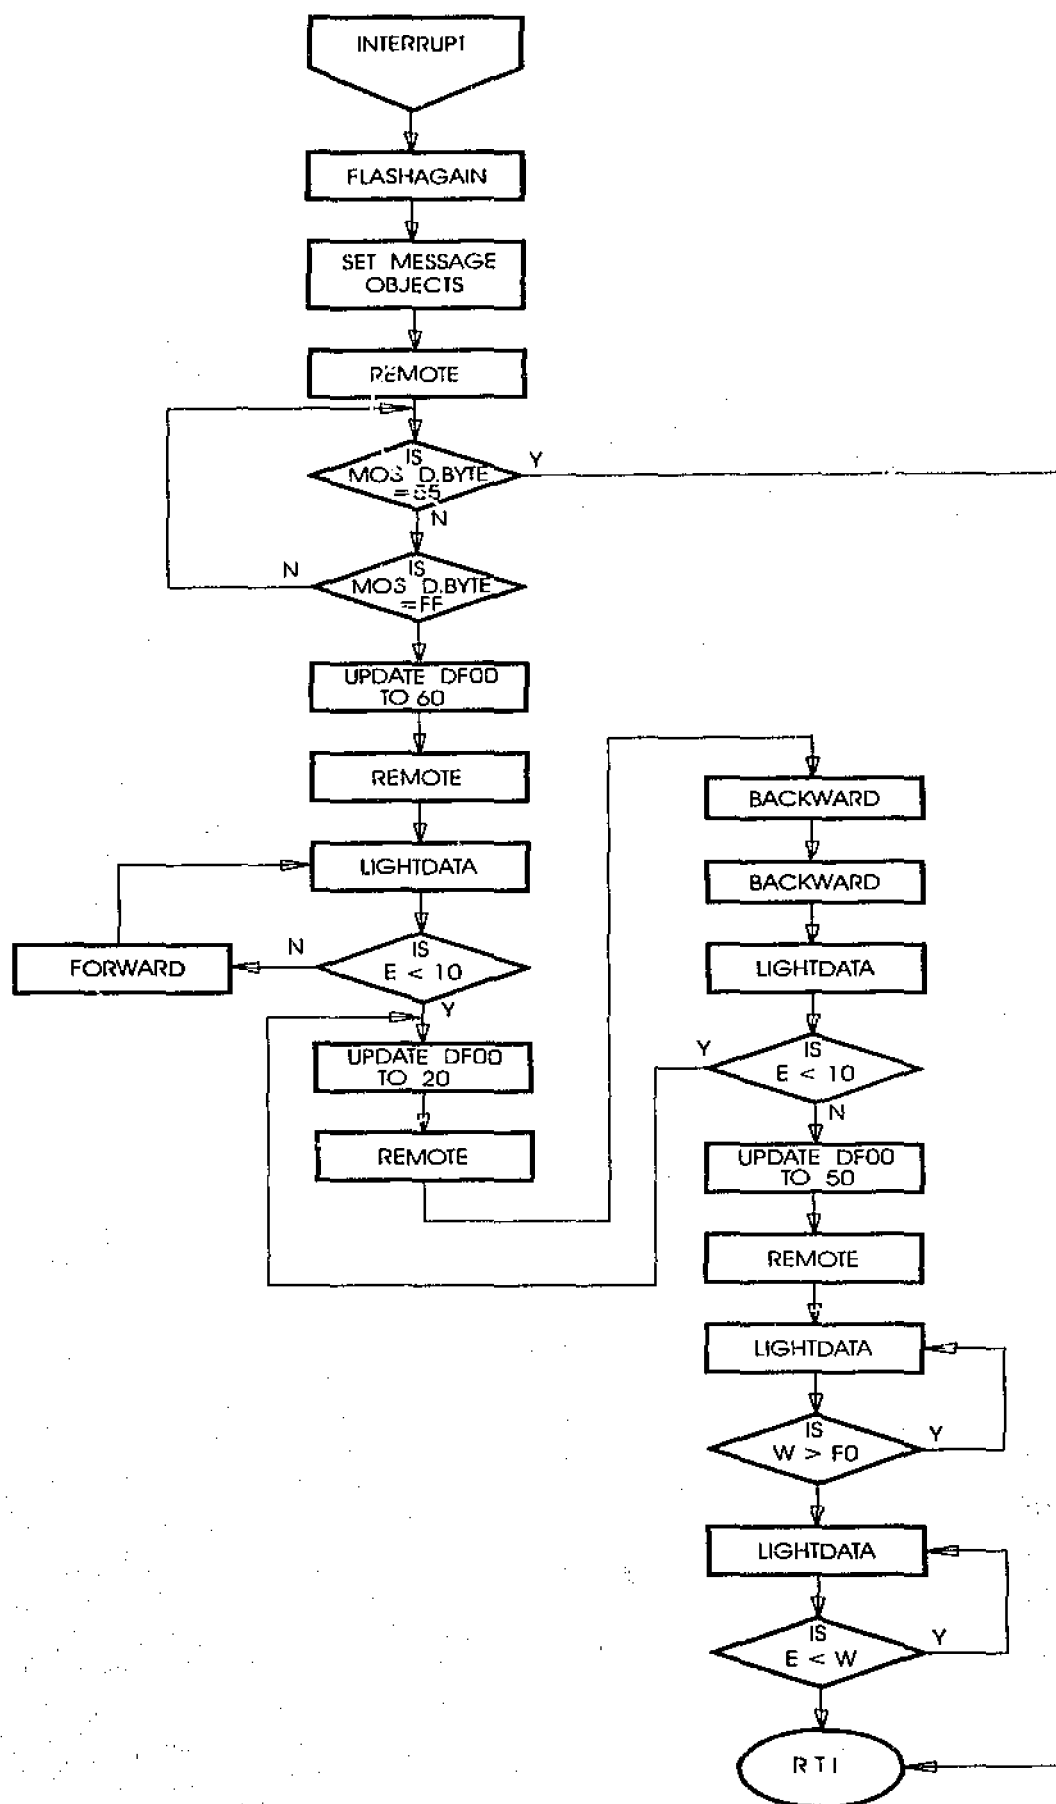 INTERRUPT
FLASHAGAIN
SET MESSAGE
OBJECTS
REMOTE
IS
MO3 D.BYTE
Y
N
IS
MO3 D.BYTE
=FF
N
UPDATE DF00
TO 60
REMOTE
LIGHTDATA
FORWARD
N
IS
E < 10
Y
UPDATE DF00
TO 20
REMOTE
BACKWARD
BACKWARD
LIGHTDATA
Y
IS
E < 10
N
UPDATE DF00
TO 50
REMOTE
LIGHTDATA
IS
W > F0
Y
LIGHTDATA
IS
E < W
Y
RTI